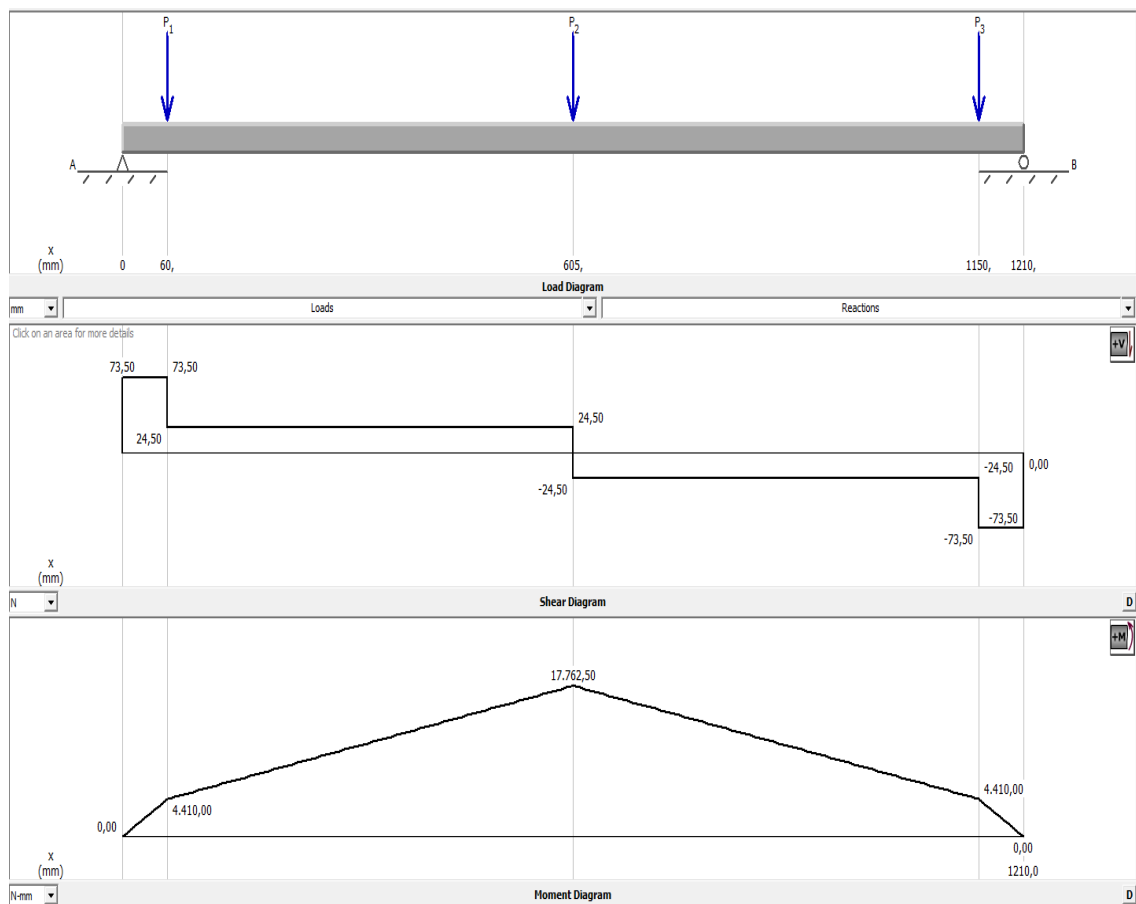 P1 P2 P3
A B
x
(mm) 0 60, 605, 1150, 1210,
Load Diagram
mm Loads Reactions
Click on an area for more details
+V
73,50 73,50
24,50
24,50
-24,50
-24,50 0,00
-73,50
-73,50
x
(mm)
N Shear Diagram D
+M
17.762,50
4.410,00
4.410,00
0,00
0,00
x
(mm) 1210,0
N-mm Moment Diagram D